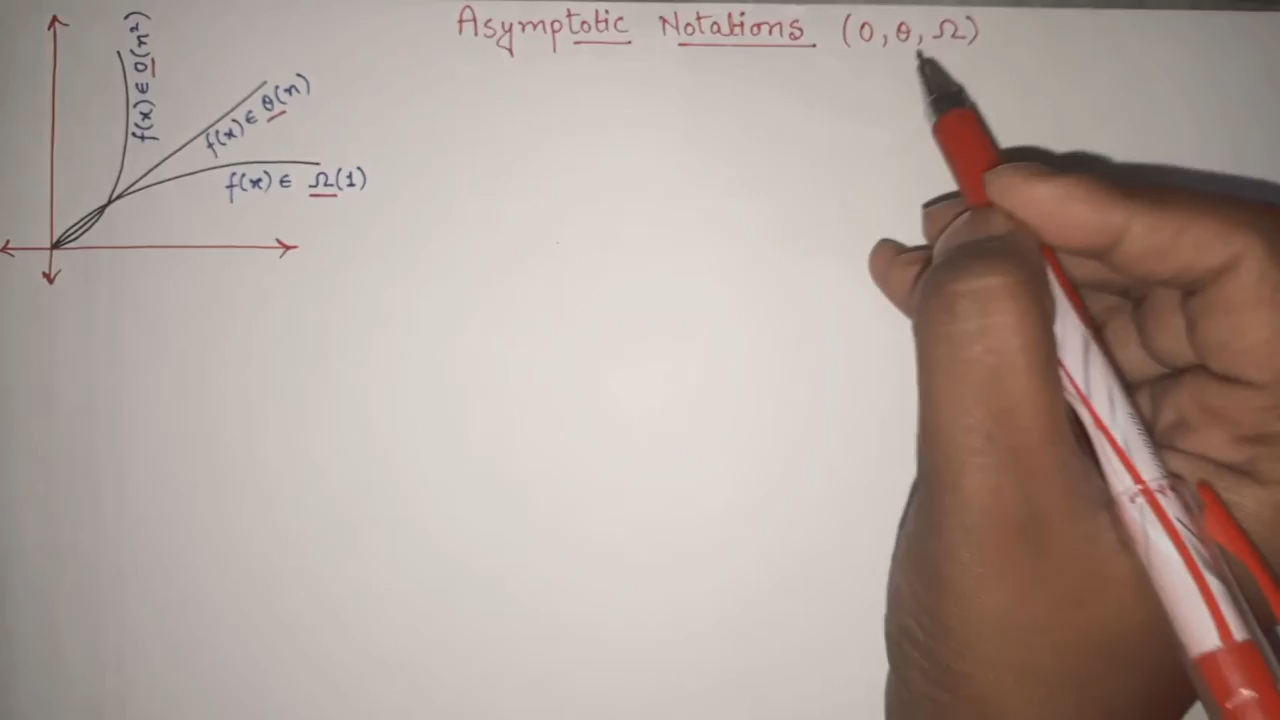 Asymptotic Notations (O, θ, Ω)
f(x) ∈ O(n²)
f(x) ∈ θ(n)
f(x) ∈ Ω(1)